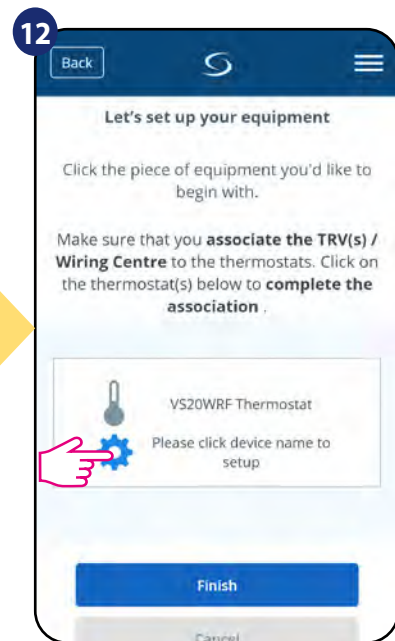 12
Back
Let's set up your equipment
Click the piece of equipment you'd like to
begin with.
Make sure that you associate the TRV(s) /
Wiring Centre to the thermostats. Click on
the thermostat(s) below to complete the
association .
VS20WRF Thermostat
Please click device name to
setup
Finish
Cancel